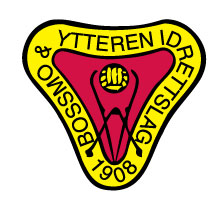 BOSSMO & YTTEREN IDRETTSLAG
1908